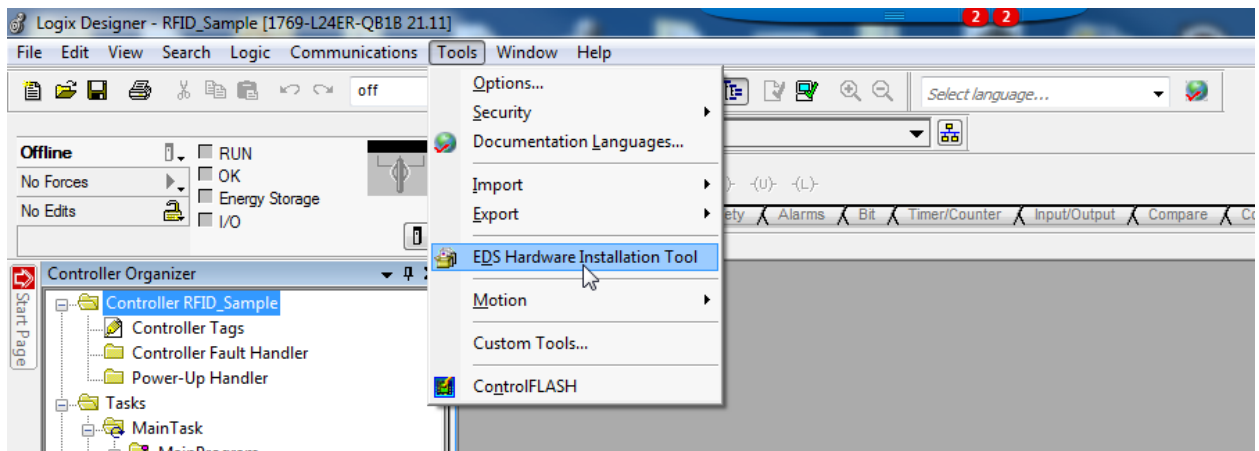 Logix Designer - RFID_Sample [1769-L24ER-QB1B 21.11]
2 2
File Edit View Search Logic Communications Tools Window Help
off
Select language...
Options...
Security
Documentation Languages...
Import
Export
EDS Hardware Installation Tool
Motion
Custom Tools...
ControlFLASH
Offline
RUN
No Forces
OK
Energy Storage
No Edits
I/O
-(U)- -(L)-
Alarms Bit Timer/Counter Input/Output Compare
Controller Organizer
Start Page
Controller RFID_Sample
Controller Tags
Controller Fault Handler
Power-Up Handler
Tasks
MainTask